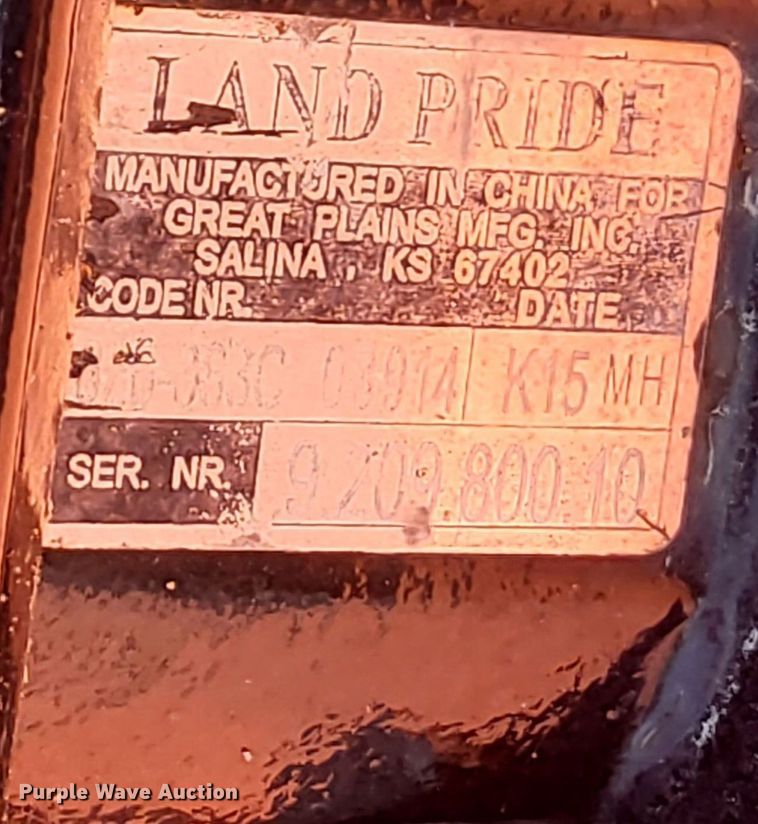 LAND PRIDE
MANUFACTURED IN CHINA FOR
GREAT PLAINS MFG. INC.
SALINA , KS 67402
CODE NR. DATE
03914 K15 MH
SER. NR. 9 209 800 10
Purple Wave Auction